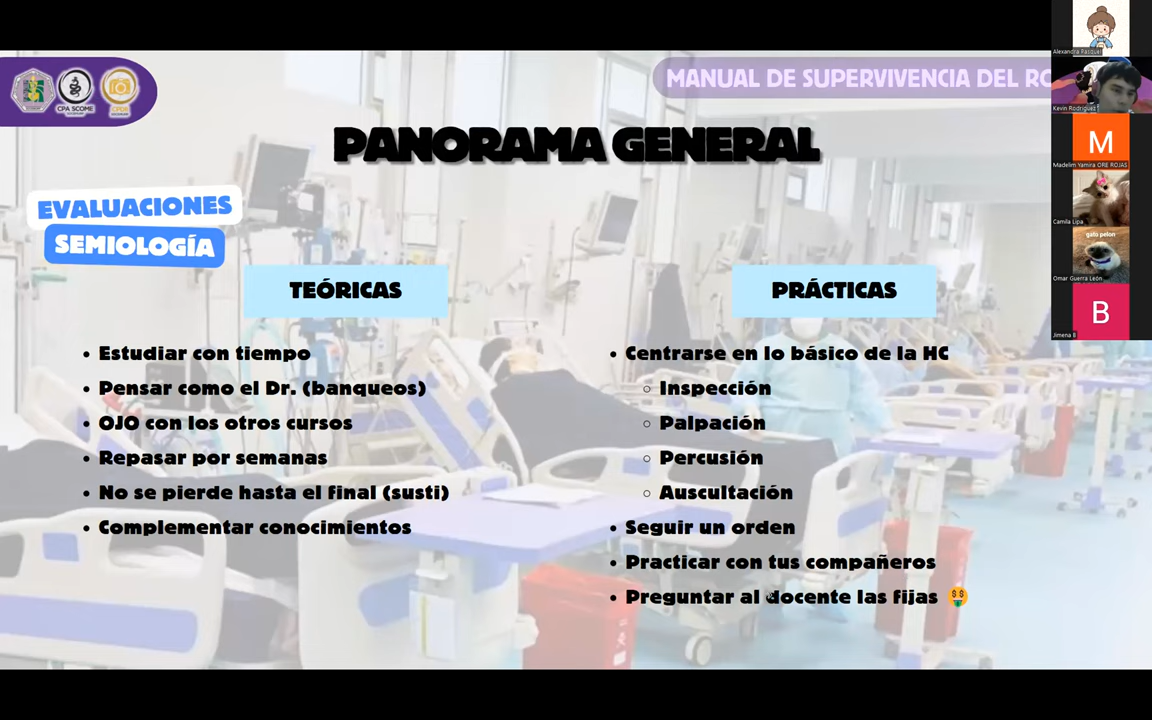 MANUAL DE SUPERVIVENCIA DEL RO
PANORAMA GENERAL
EVALUACIONES
SEMIOLOGÍA
TEÓRICAS
• Estudiar con tiempo
• Pensar como el Dr. (banqueos)
• OJO con los otros cursos
• Repasar por semanas
• No se pierde hasta el final (susti)
• Complementar conocimientos
PRÁCTICAS
• Centrarse en lo básico de la HC
○ Inspección
○ Palpación
○ Percusión
○ Auscultación
• Seguir un orden
• Practicar con tus compañeros
• Preguntar al docente las fijas
CPA SCOME
Alexandra Pasquel
Kevin Rodriguez
M
Madelim Yamira ORE ROJAS
Camila Lipa
gato pelon
Omar Guerra León
B
Jimena B